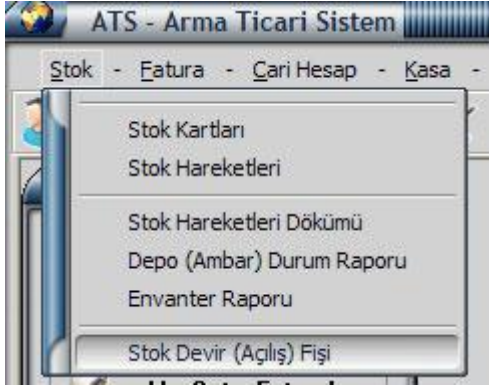 ATS - Arma Ticari Sistem
Stok - Fatura - Cari Hesap - Kasa -
Stok Kartları
Stok Hareketleri
Stok Hareketleri Dökümü
Depo (Ambar) Durum Raporu
Envanter Raporu
Stok Devir (Açılış) Fişi